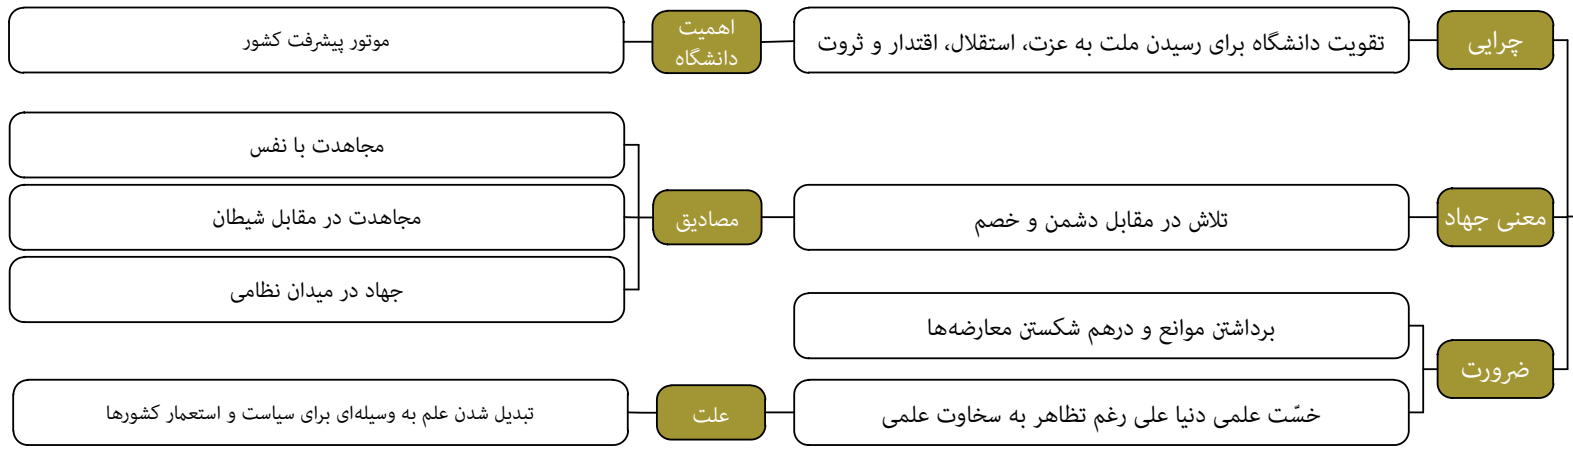 چرایی
تقویت دانشگاه برای رسیدن ملت به عزت، استقلال، اقتدار و ثروت
اهمیت
دانشگاه
موتور پیشرفت کشور
معنی جهاد
تلاش در مقابل دشمن و خصم
مصادیق
مجاهدت با نفس
مجاهدت در مقابل شیطان
جهاد در میدان نظامی
ضرورت
برداشتن موانع و درهم شکستن معارضه‌ها
خسّت علمی دنیا علی رغم تظاهر به سخاوت علمی
علت
تبدیل شدن علم به وسیله‌ای برای سیاست و استعمار کشورها